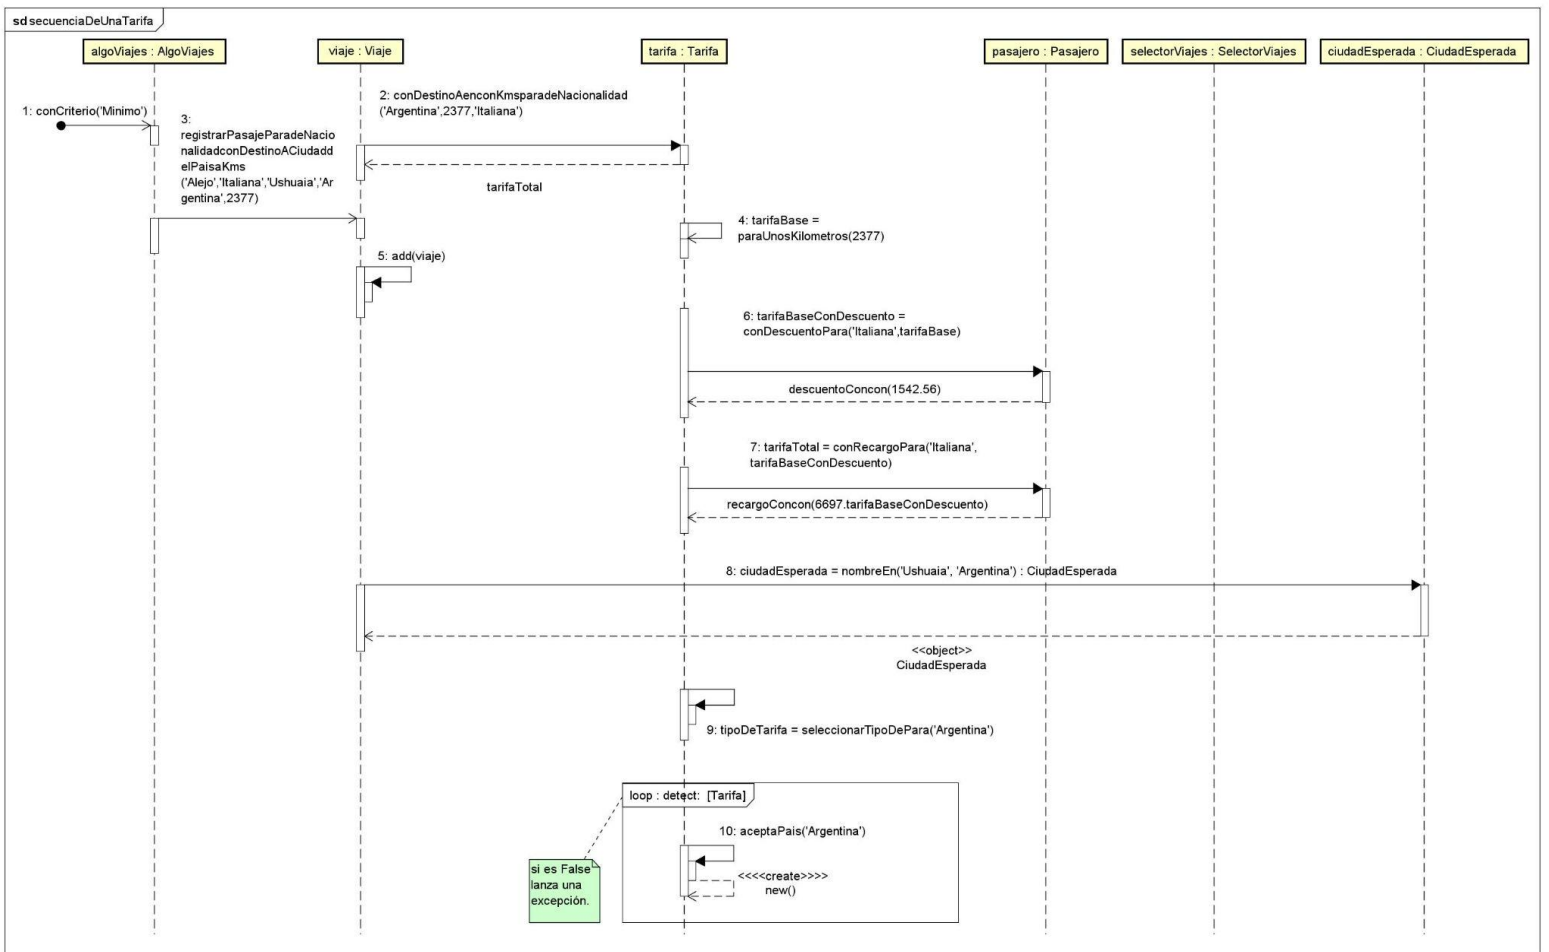 sd secuenciaDeUnaTarifa
algoViajes : AlgoViajes
viaje : Viaje
tarifa : Tarifa
pasajero : Pasajero
selectorViajes : SelectorViajes
ciudadEsperada : CiudadEsperada
1: conCriterio('Minimo')
2: conDestinoAenconKmsparadeNacionalidad
('Argentina',2377,'Italiana')
3:
registrarPasajeParadeNacio
nalidadconDestinoACiudadd
elPaisaKms
('Alejo','Italiana','Ushuaia','Ar
gentina',2377)
tarifaTotal
4: tarifaBase =
paraUnosKilometros(2377)
5: add(viaje)
6: tarifaBaseConDescuento =
conDescuentoPara('Italiana',tarifaBase)
descuentoConcon(1542.56)
7: tarifaTotal = conRecargoPara('Italiana',
tarifaBaseConDescuento)
recargoConcon(6697.tarifaBaseConDescuento)
8: ciudadEsperada = nombreEn('Ushuaia', 'Argentina') : CiudadEsperada
<<object>>
CiudadEsperada
9: tipoDeTarifa = seleccionarTipoDePara('Argentina')
loop : detect: [Tarifa]
10: aceptaPais('Argentina')
<<<<create>>>>
new()
si es False
lanza una
excepción.